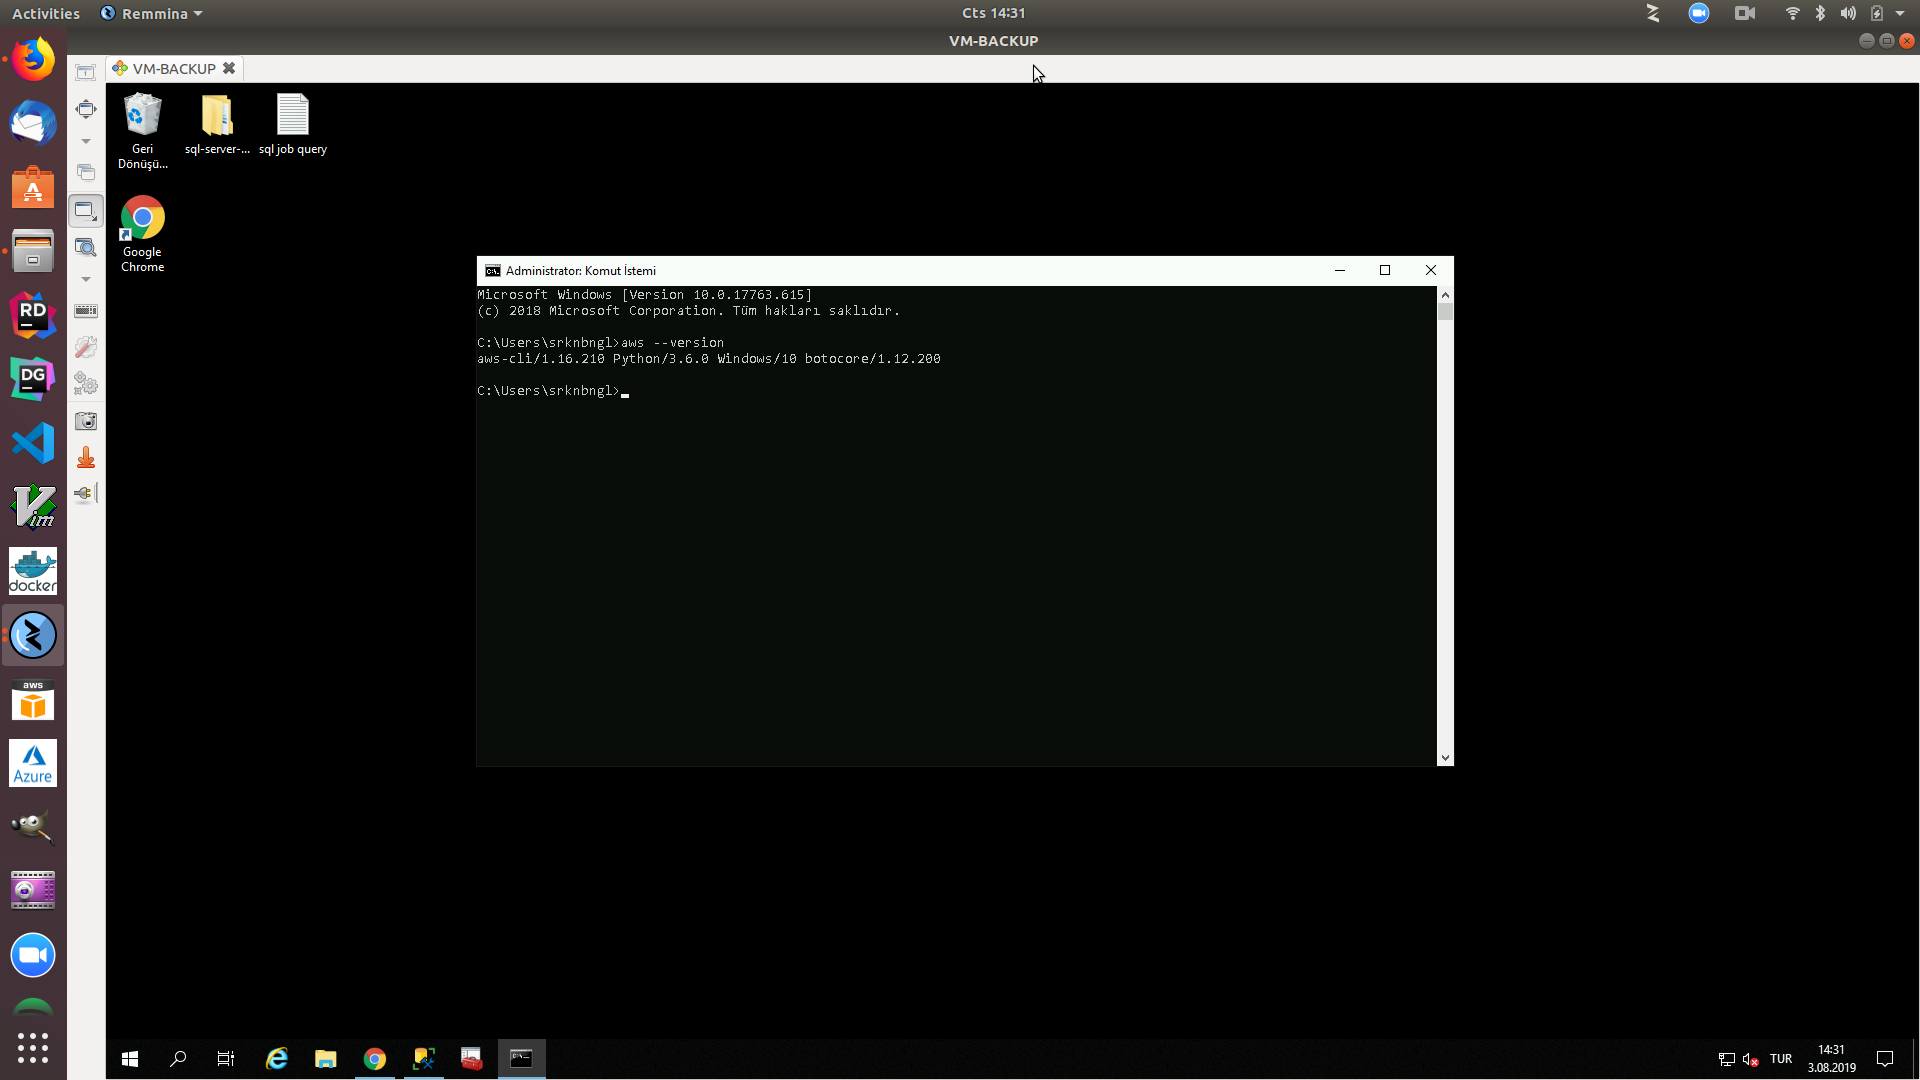 Activities
Remmina
Cts 14:31
VM-BACKUP
VM-BACKUP
Geri
Dönüşü...
sql-server-...
sql job query
Google
Chrome
Administrator: Komut İstemi
Microsoft Windows [Version 10.0.17763.615]
(c) 2018 Microsoft Corporation. Tüm hakları saklıdır.
C:\Users\srknbngl>aws --version
aws-cli/1.16.210 Python/3.6.0 Windows/10 botocore/1.12.200
C:\Users\srknbngl>
RD
DG
Vim
docker
aws
Azure
TUR
14:31
3.08.2019